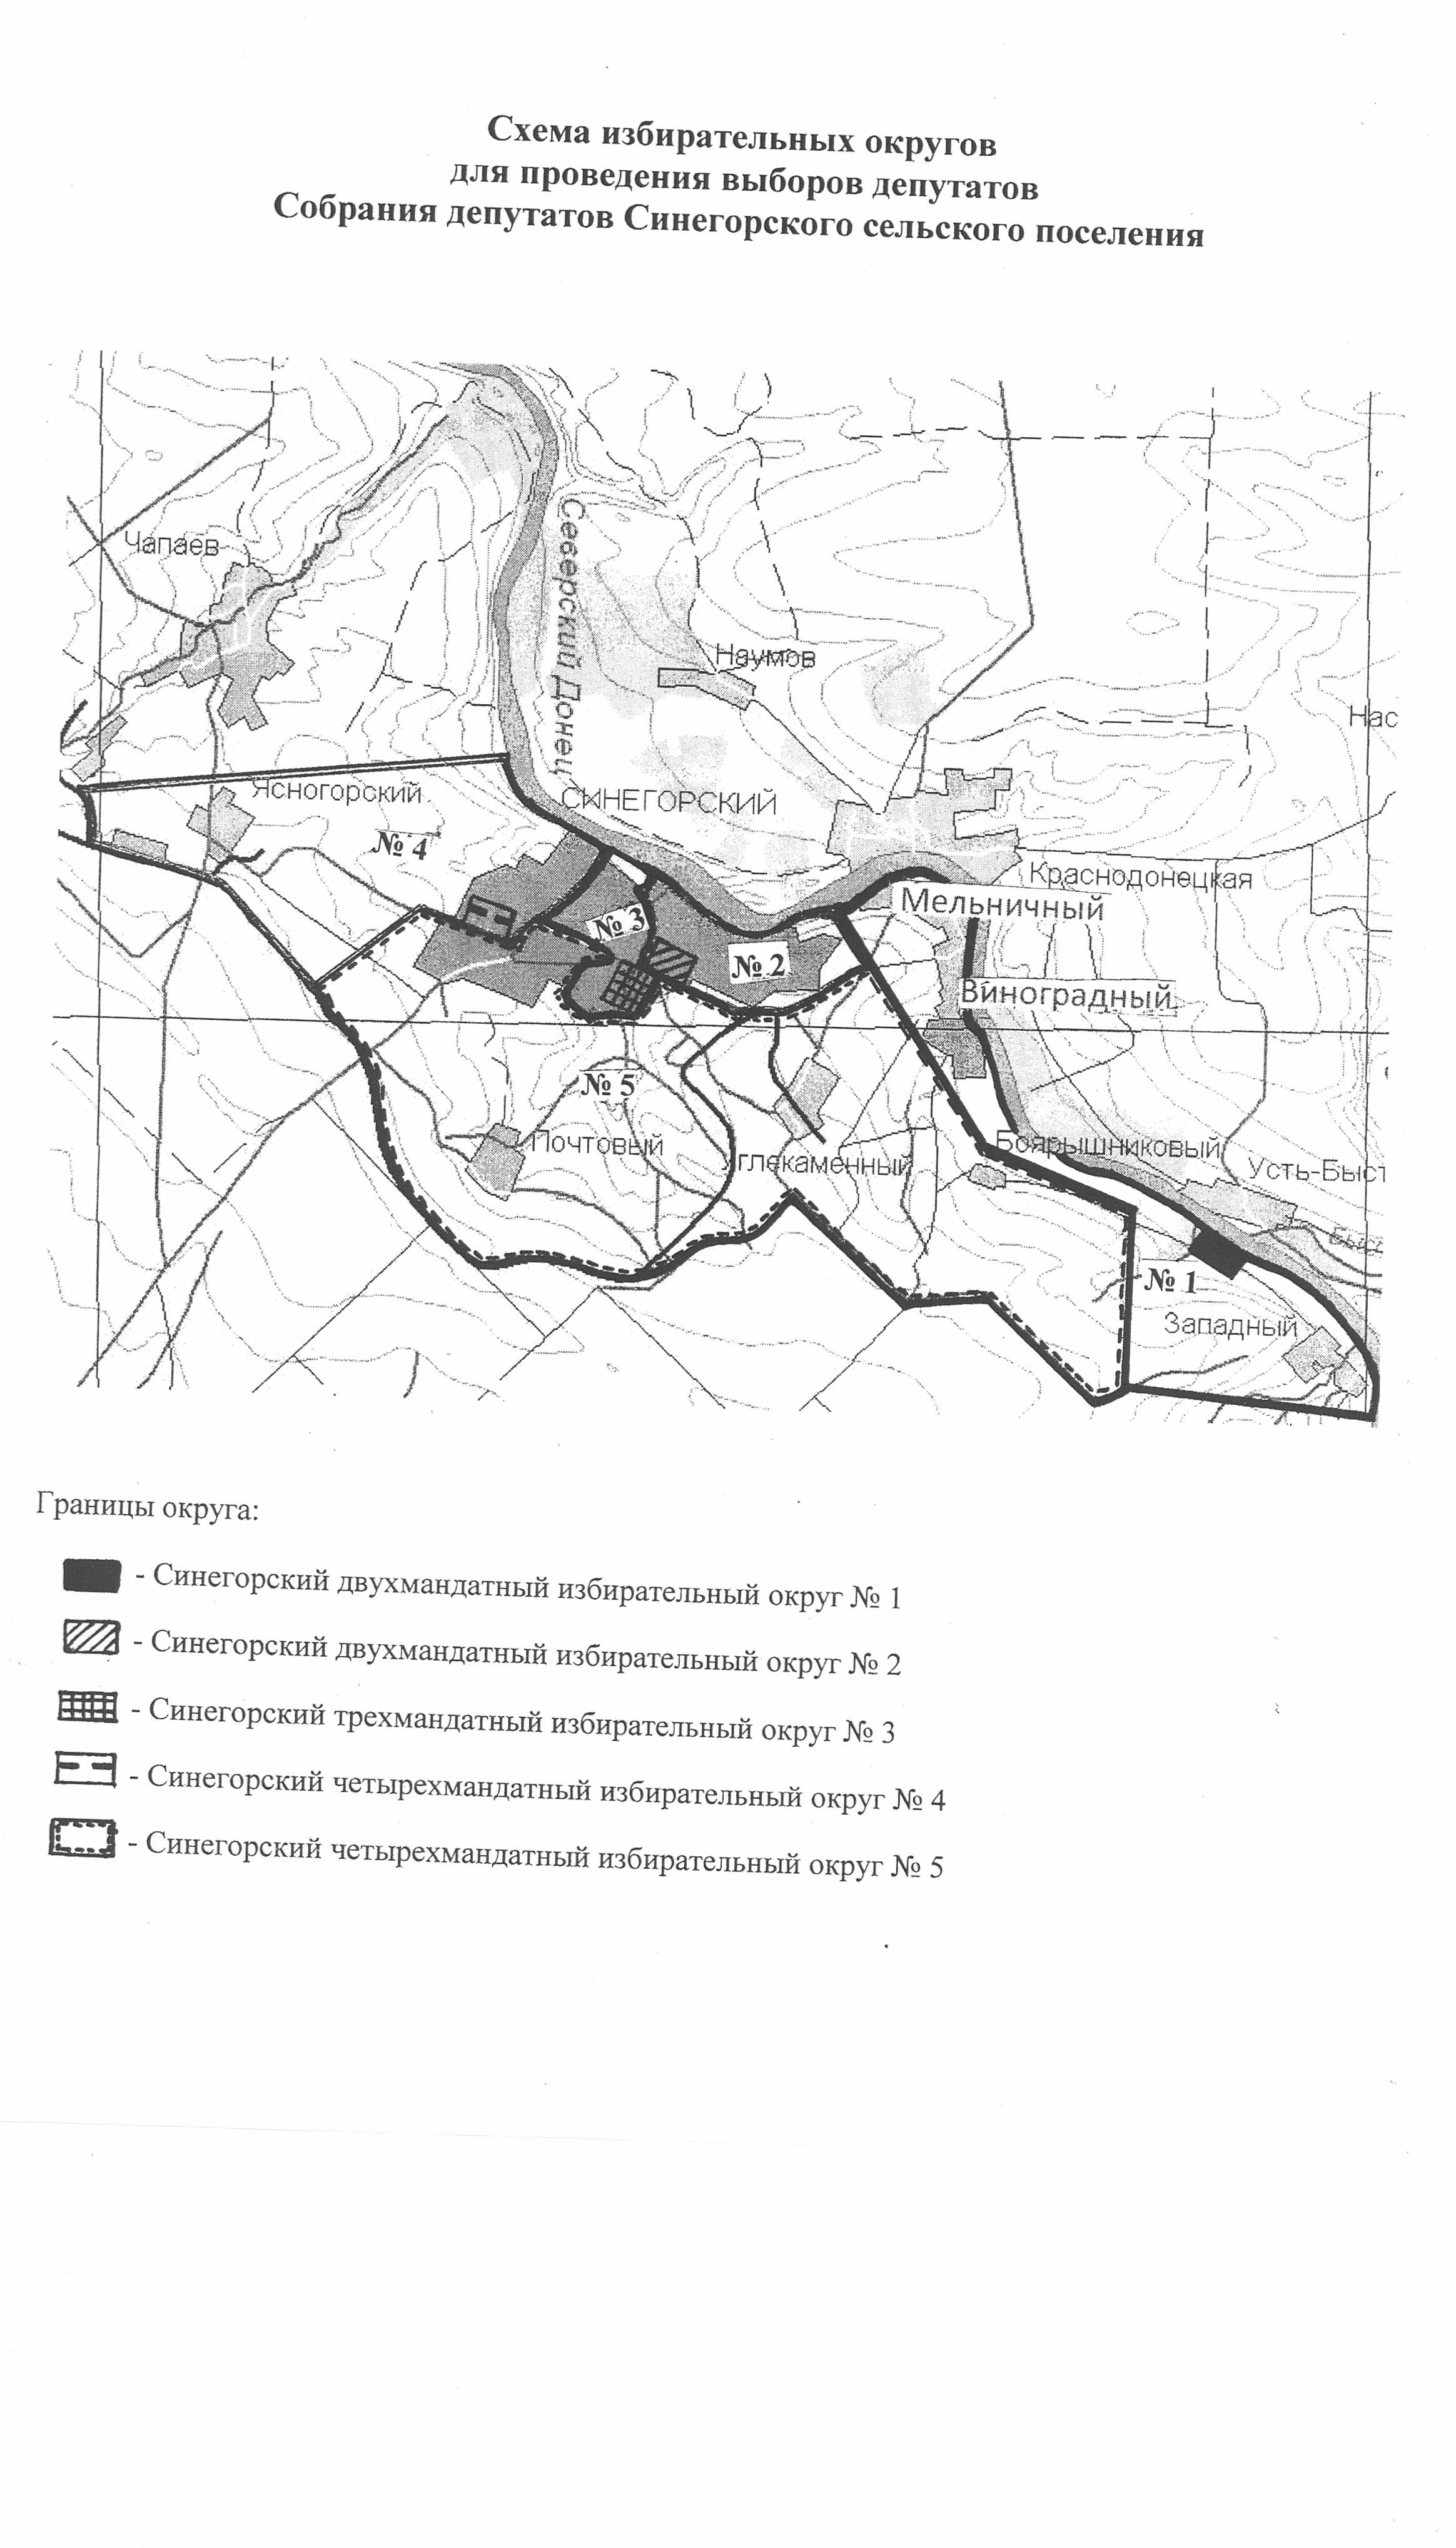 Схема избирательных округов
для проведения выборов депутатов
Собрания депутатов Синегорского сельского поселения
Чапаев
Северский Донец
Наумов
Нас
Ясногорский
СИНЕГОРСКИЙ
№ 4
Краснодонецкая
Мельничный
№ 3
№ 2
Виноградный
№ 5
Почтовый
глекаменный
Боярышниковый
Усть-Быст
№ 1
Западный
Границы округа:
- Синегорский двухмандатный избирательный округ № 1
- Синегорский двухмандатный избирательный округ № 2
- Синегорский трехмандатный избирательный округ № 3
- Синегорский четырехмандатный избирательный округ № 4
- Синегорский четырехмандатный избирательный округ № 5